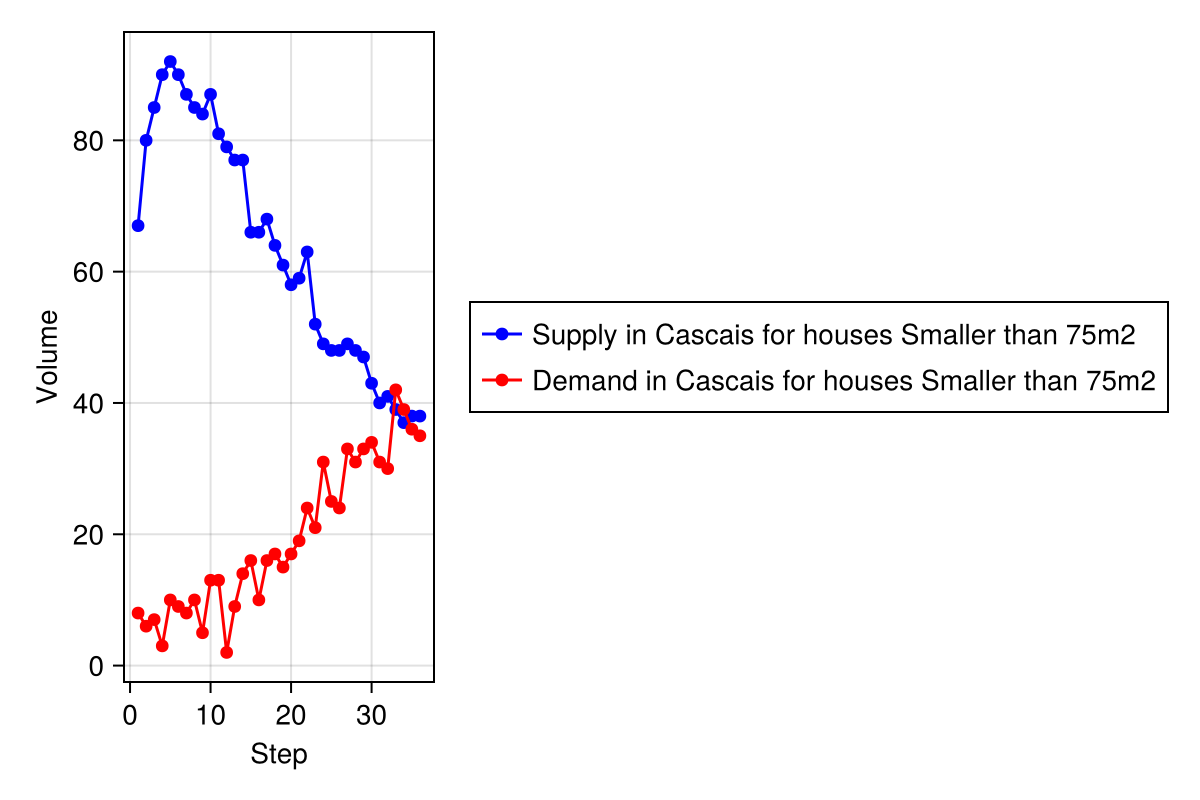 Volume
80
60
40
20
0
0 10 20 30
Step
Supply in Cascais for houses Smaller than 75m2
Demand in Cascais for houses Smaller than 75m2